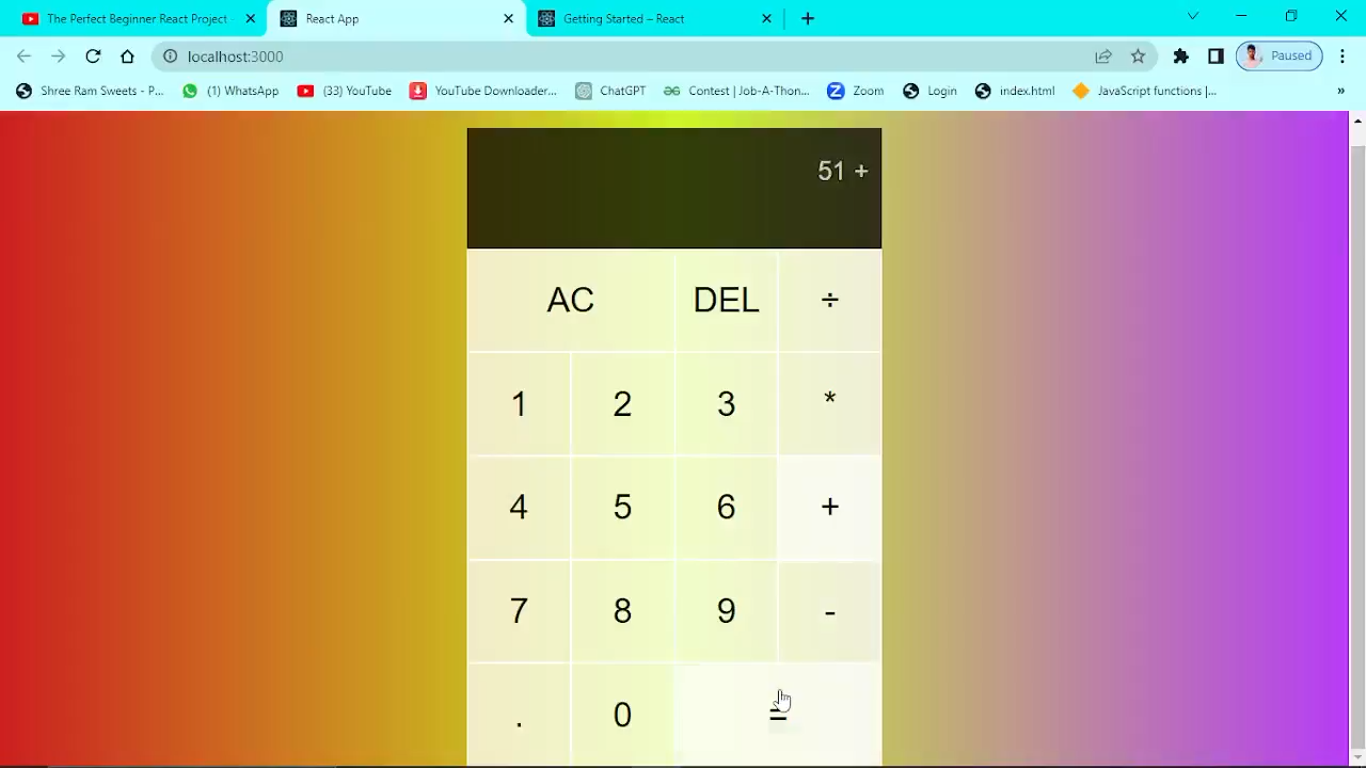 The Perfect Beginner React Project
React App
Getting Started – React
localhost:3000
Paused
Shree Ram Sweets - P...
(1) WhatsApp
(33) YouTube
YouTube Downloader...
ChatGPT
Contest | Job-A-Thon...
Zoom
Login
index.html
JavaScript functions |...
»
51 +
AC DEL ÷
1 2 3 *
4 5 6 +
7 8 9 -
. 0 =